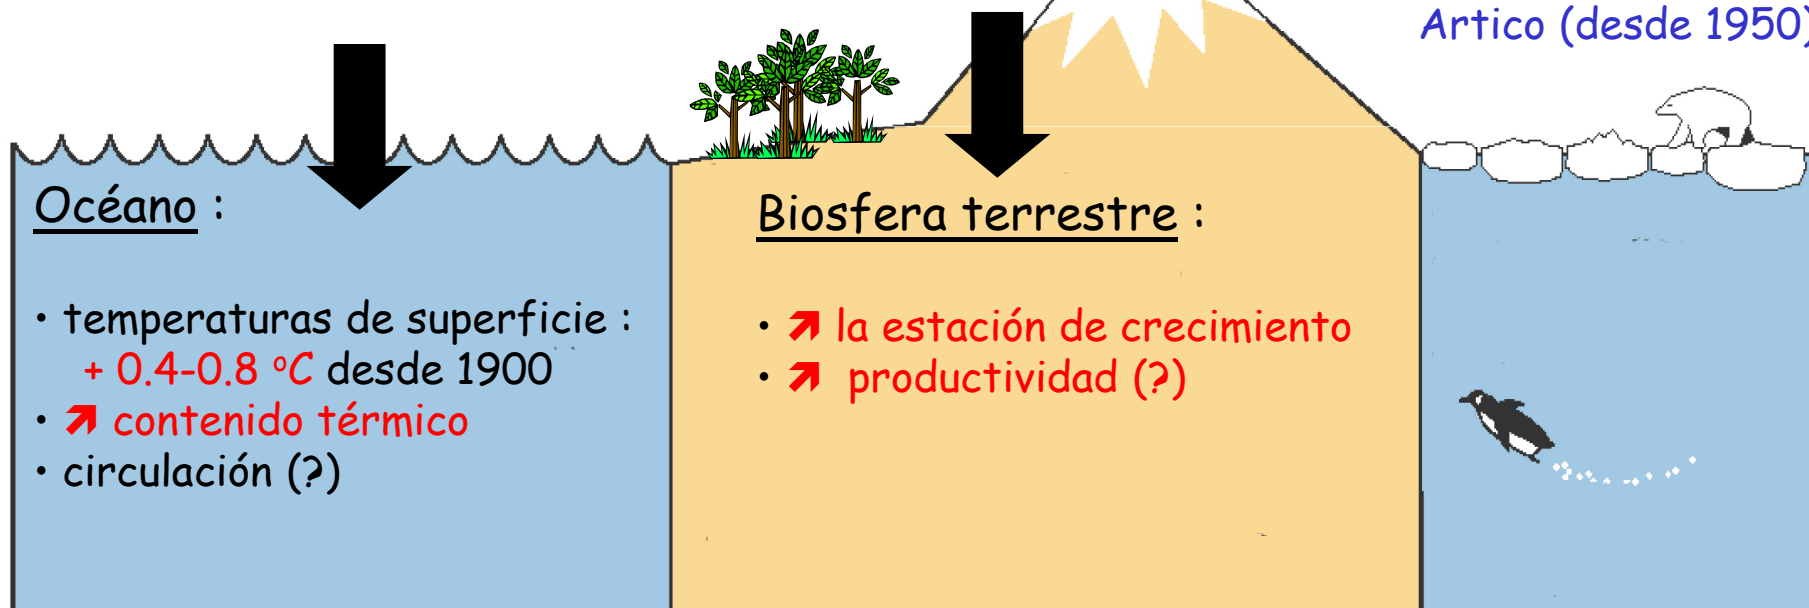 Artico (desde 1950)
Océano :
• temperaturas de superficie :
+ 0.4-0.8 ºC desde 1900
• ↗ contenido térmico
• circulación (?)
Biosfera terrestre :
• ↗ la estación de crecimiento
• ↗ productividad (?)